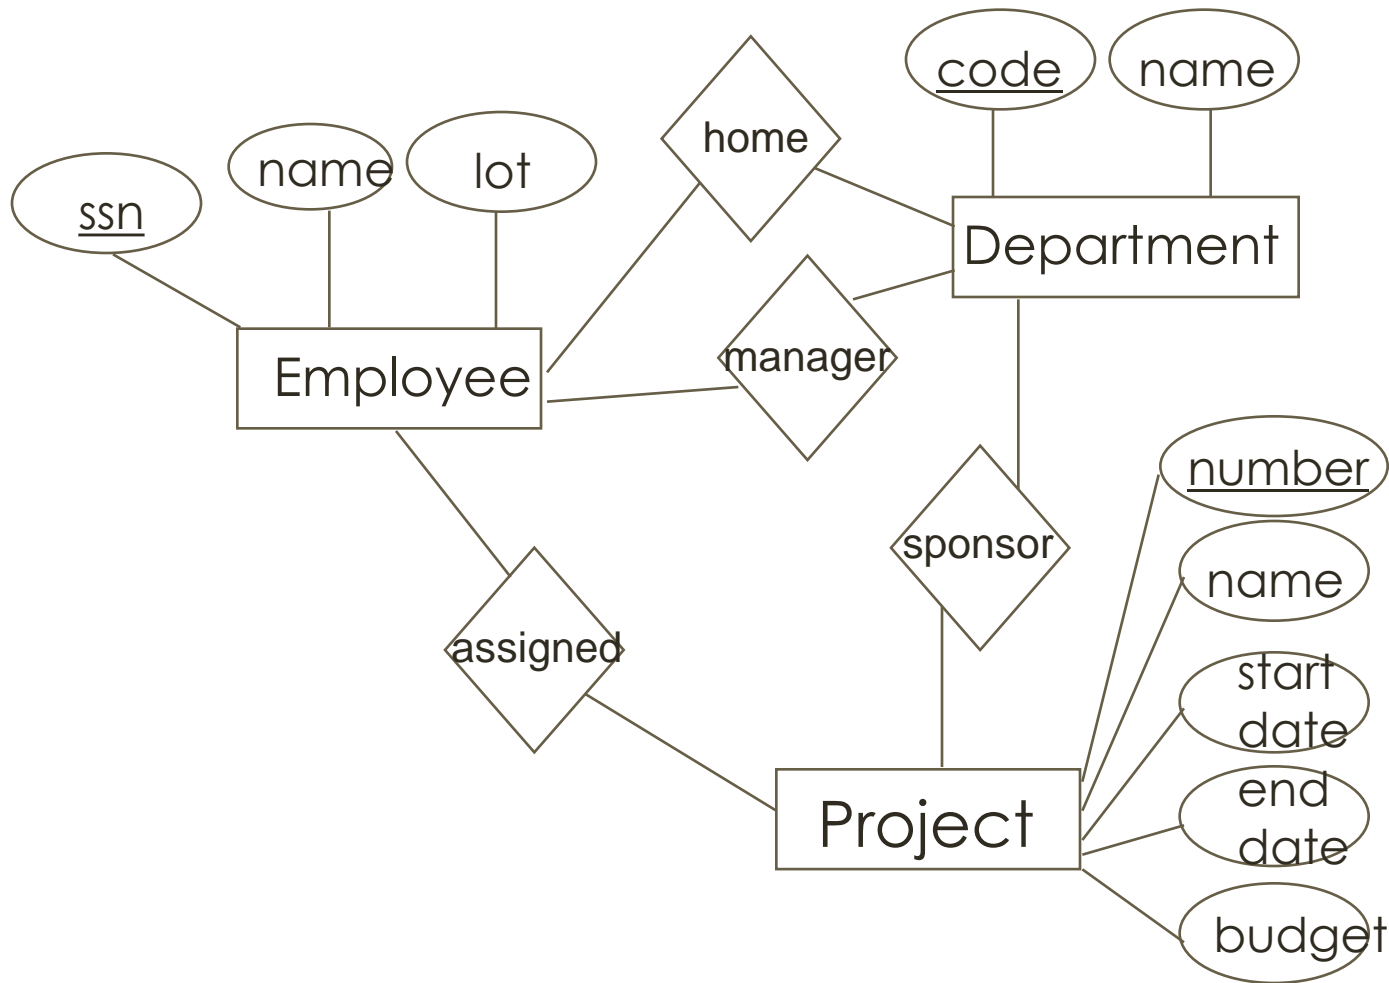 code
name
home
name
lot
ssn
Department
manager
Employee
number
sponsor
name
assigned
start
date
end
date
Project
budget